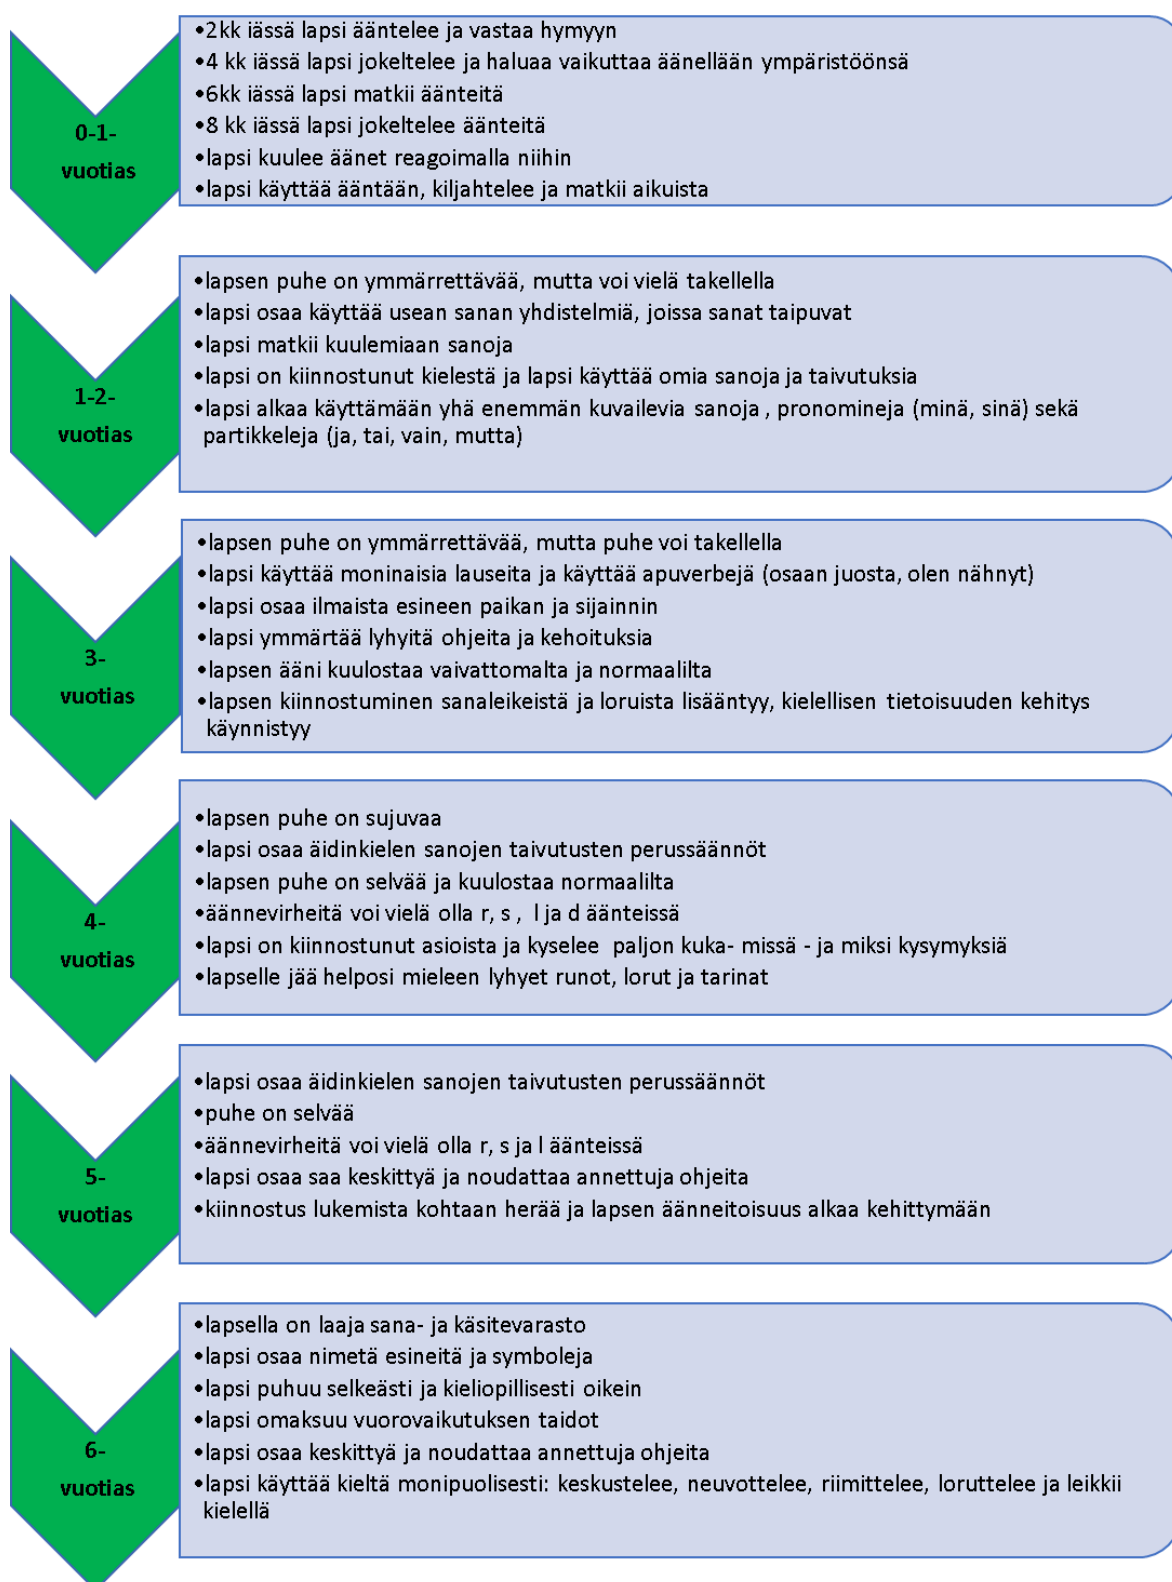 0-1-
vuotias
•2kk iässä lapsi ääntelee ja vastaa hymyyn
•4 kk iässä lapsi jokeltelee ja haluaa vaikuttaa äänellään ympäristöönsä
•6kk iässä lapsi matkii äänteitä
•8 kk iässä lapsi jokeltelee äänteitä
•lapsi kuulee äänet reagoimalla niihin
•lapsi käyttää ääntään, kiljahtelee ja matkii aikuista
1-2-
vuotias
•lapsen puhe on ymmärrettävää, mutta voi vielä takellella
•lapsi osaa käyttää usean sanan yhdistelmiä, joissa sanat taipuvat
•lapsi matkii kuulemiaan sanoja
•lapsi on kiinnostunut kielestä ja lapsi käyttää omia sanoja ja taivutuksia
•lapsi alkaa käyttämään yhä enemmän kuvailevia sanoja , pronomineja (minä, sinä) sekä
partikkeleja (ja, tai, vain, mutta)
3-
vuotias
•lapsen puhe on ymmärrettävää, mutta puhe voi takellella
•lapsi käyttää moninaisia lauseita ja käyttää apuverbejä (osaan juosta, olen nähnyt)
•lapsi osaa ilmaista esineen paikan ja sijainnin
•lapsi ymmärtää lyhyitä ohjeita ja kehoituksia
•lapsen ääni kuulostaa vaivattomalta ja normaalilta
•lapsen kiinnostuminen sanaleikeistä ja loruista lisääntyy, kielellisen tietoisuuden kehitys
käynnistyy
4-
vuotias
•lapsen puhe on sujuvaa
•lapsi osaa äidinkielen sanojen taivutusten perussäännöt
•lapsen puhe on selvää ja kuulostaa normaalilta
•äännevirheitä voi vielä olla r, s , l ja d äänteissä
•lapsi on kiinnostunut asioista ja kyselee paljon kuka- missä - ja miksi kysymyksiä
•lapselle jää helposi mieleen lyhyet runot, lorut ja tarinat
5-
vuotias
•lapsi osaa äidinkielen sanojen taivutusten perussäännöt
•puhe on selvää
•äännevirheitä voi vielä olla r, s ja l äänteissä
•lapsi osaa saa keskittyä ja noudattaa annettuja ohjeita
•kiinnostus lukemista kohtaan herää ja lapsen äänneitoisuus alkaa kehittymään
6-
vuotias
•lapsella on laaja sana- ja käsitevarasto
•lapsi osaa nimetä esineitä ja symboleja
•lapsi puhuu selkeästi ja kieliopillisesti oikein
•lapsi omaksuu vuorovaikutuksen taidot
•lapsi osaa keskittyä ja noudattaa annettuja ohjeita
•lapsi käyttää kieltä monipuolisesti: keskustelee, neuvottelee, riimittelee, loruttelee ja leikkii
kielellä